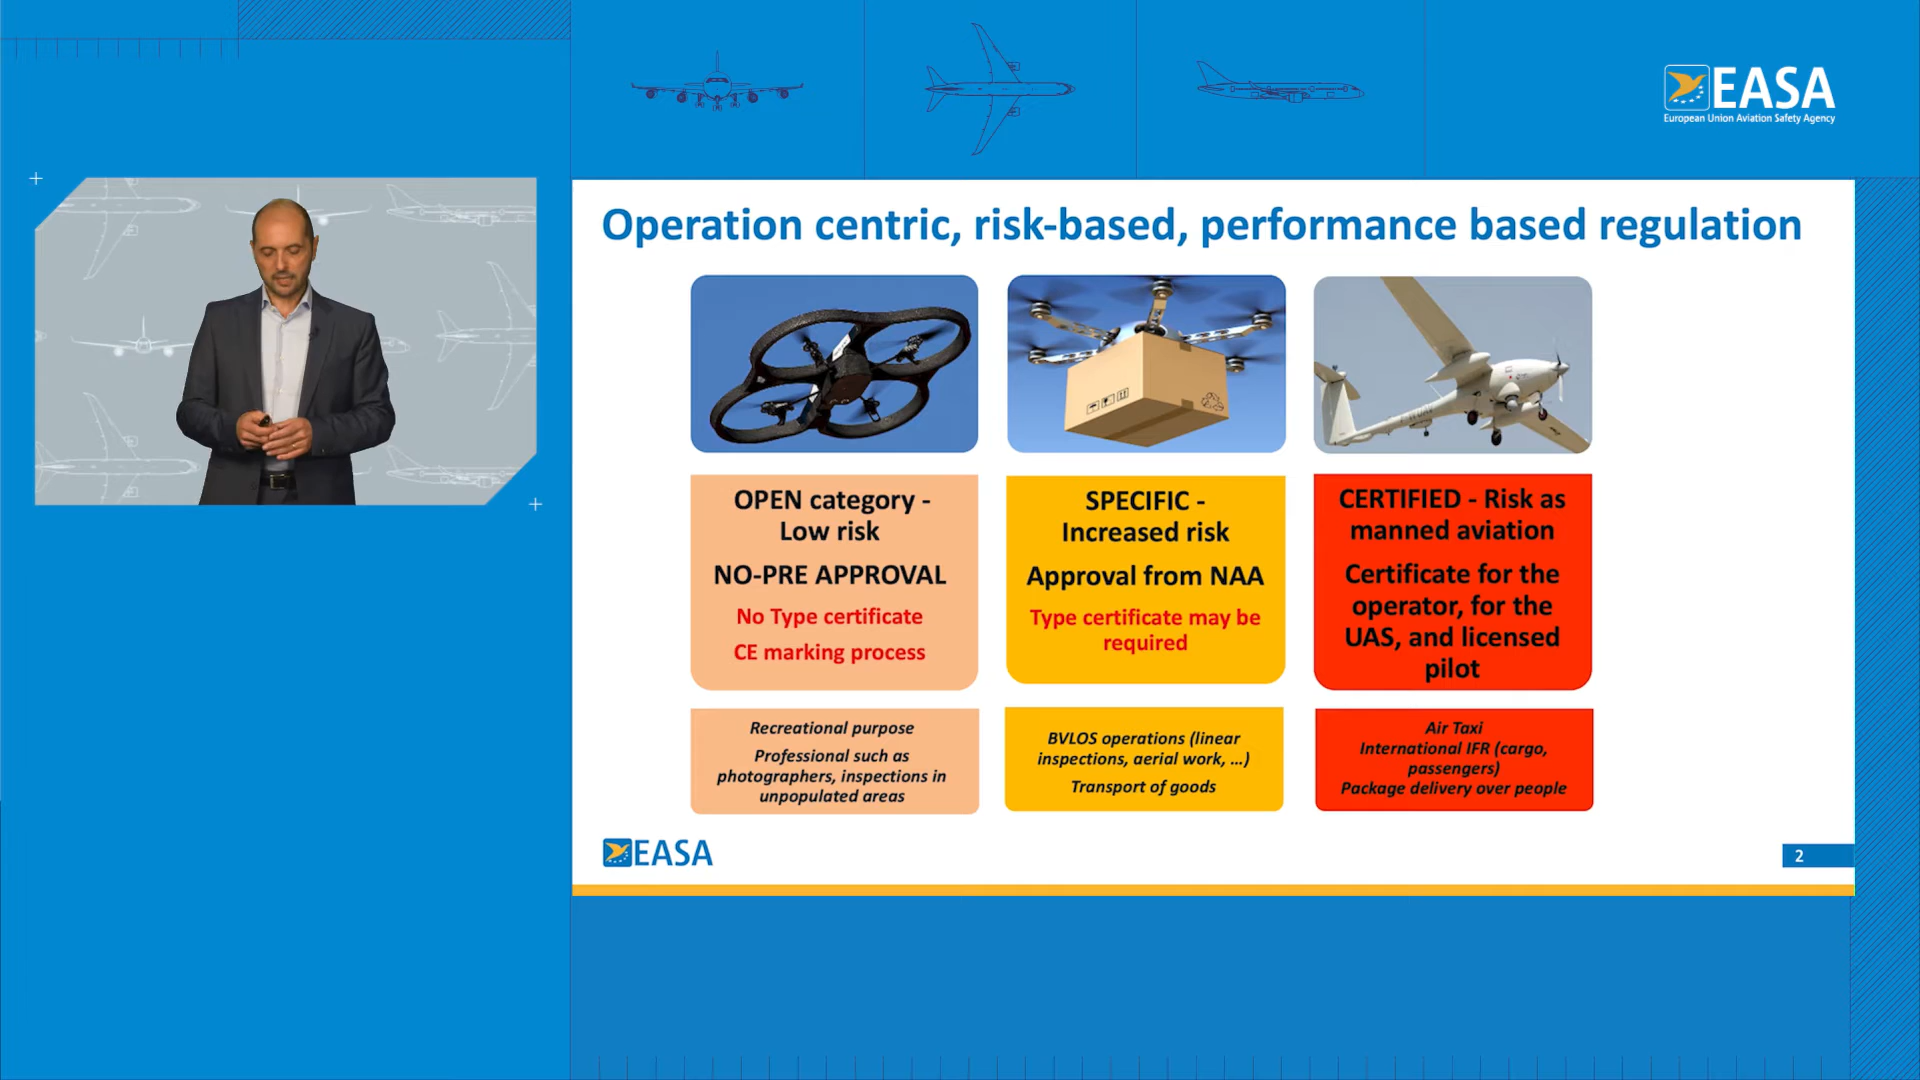 EASA
European Union Aviation Safety Agency
Operation centric, risk-based, performance based regulation
OPEN category -
Low risk
NO-PRE APPROVAL
No Type certificate
CE marking process
SPECIFIC -
Increased risk
Approval from NAA
Type certificate may be
required
CERTIFIED - Risk as
manned aviation
Certificate for the
operator, for the
UAS, and licensed
pilot
Recreational purpose
Professional such as
photographers, inspections in
unpopulated areas
BVLOS operations (linear
inspections, aerial work, ...)
Transport of goods
Air Taxi
International IFR (cargo,
passengers)
Package delivery over people
EASA
2